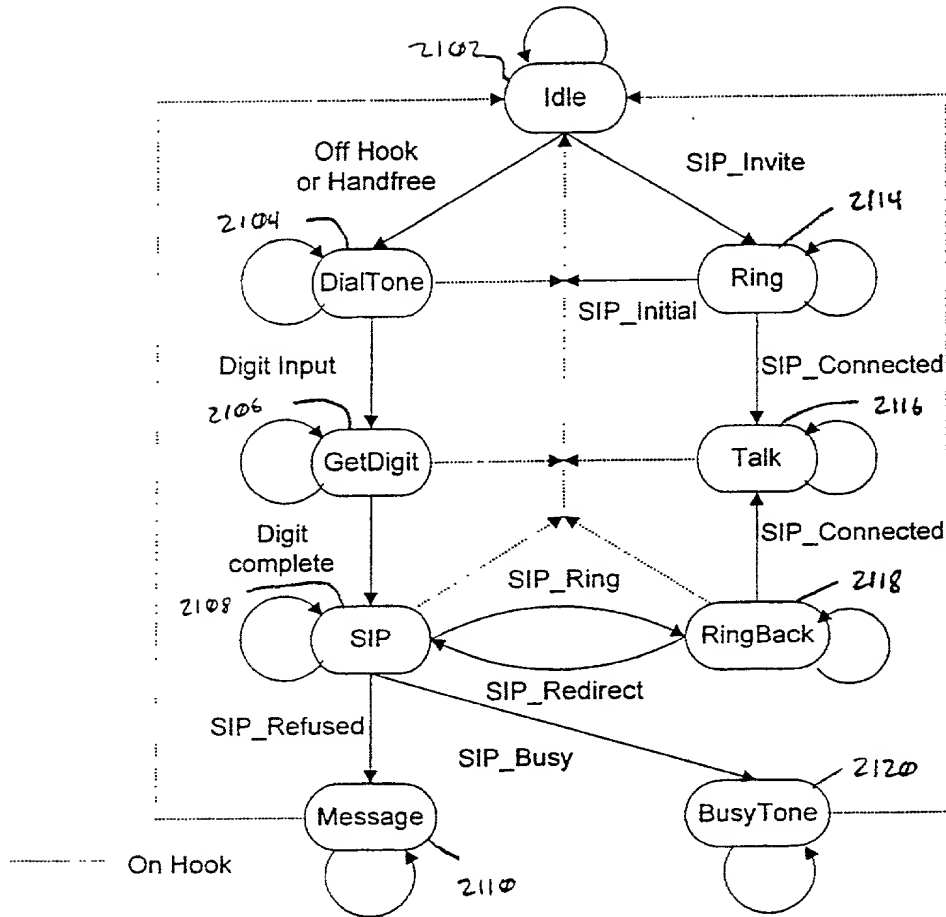 2102
Idle
Off Hook
or Handfree
SIP_Invite
2104
2114
DialTone
Ring
SIP_Initial
Digit Input
SIP_Connected
2106
2116
GetDigit
Talk
Digit
complete
SIP_Connected
SIP_Ring
2108
2118
SIP
RingBack
SIP_Redirect
SIP_Refused
SIP_Busy
2120
Message
BusyTone
On Hook
2110